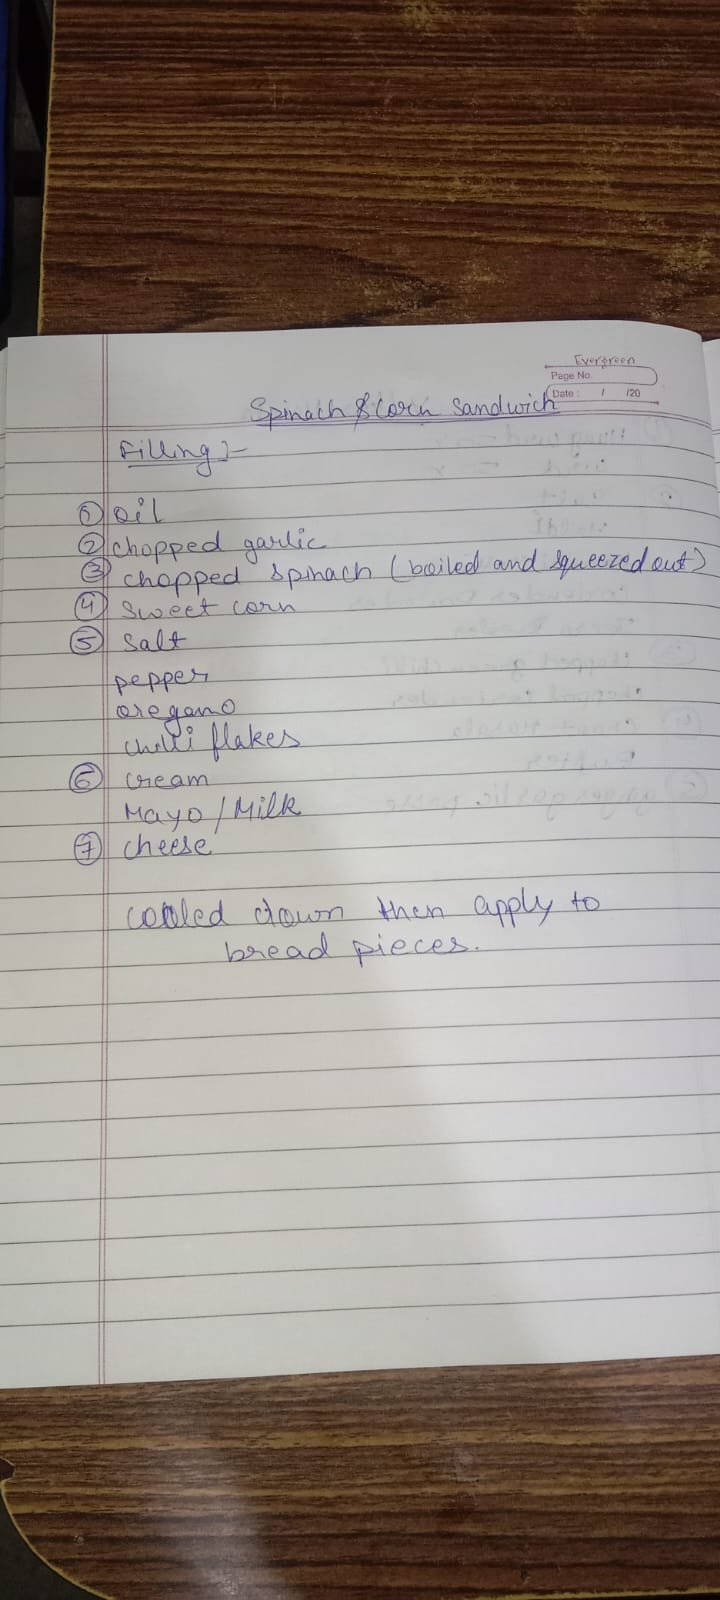 Evergreen
Page No.
Date : / /20
Spinach & Corn Sandwich
Filling :-
① oil
② chopped garlic
③ chopped spinach (boiled and squeezed out)
④ sweet corn
⑤ salt
pepper
oregano
chilli flakes
⑥ cream
Mayo/Milk
⑦ cheese
cooled down then apply to
bread pieces.